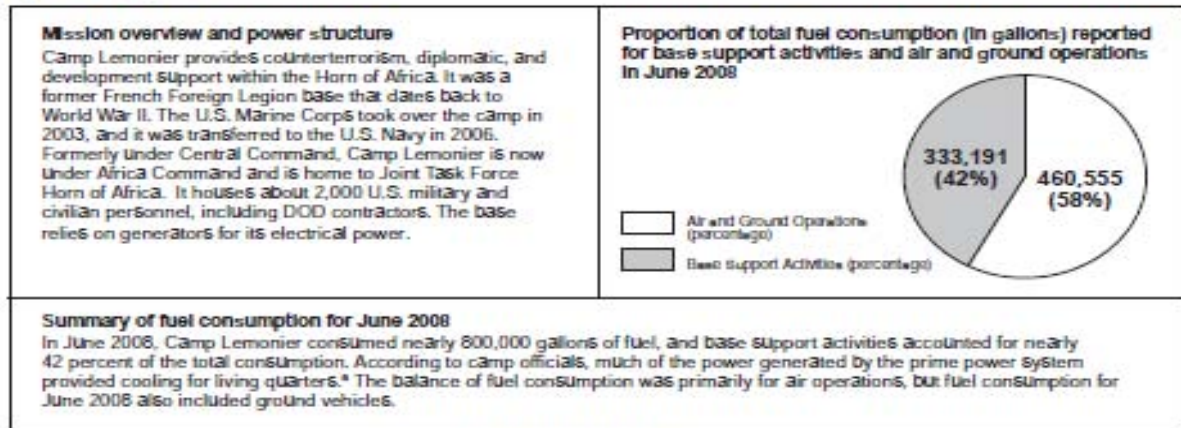 Mission overview and power structure
Camp Lemonier provides counterterrorism, diplomatic, and
development support within the Horn of Africa. It was a
former French Foreign Legion base that dates back to
World War II. The U.S. Marine Corps took over the camp in
2003, and it was transferred to the U.S. Navy in 2006.
Formerly under Central Command, Camp Lemonier is now
under Africa Command and is home to Joint Task Force
Horn of Africa. It houses about 2,000 U.S. military and
civilian personnel, including DOD contractors. The base
relies on generators for its electrical power.
Proportion of total fuel consumption (in gallons) reported
for base support activities and air and ground operations
in June 2008
333,191
(42%)
460,555
(58%)
Air and Ground Operations
(percentage)
Base support Activities (percentage)
Summary of fuel consumption for June 2008
In June 2008, Camp Lemonier consumed nearly 800,000 gallons of fuel, and base support activities accounted for nearly
42 percent of the total consumption. According to camp officials, much of the power generated by the prime power system
provided cooling for living quarters.ª The balance of fuel consumption was primarily for air operations, but fuel consumption for
June 2008 also included ground vehicles.